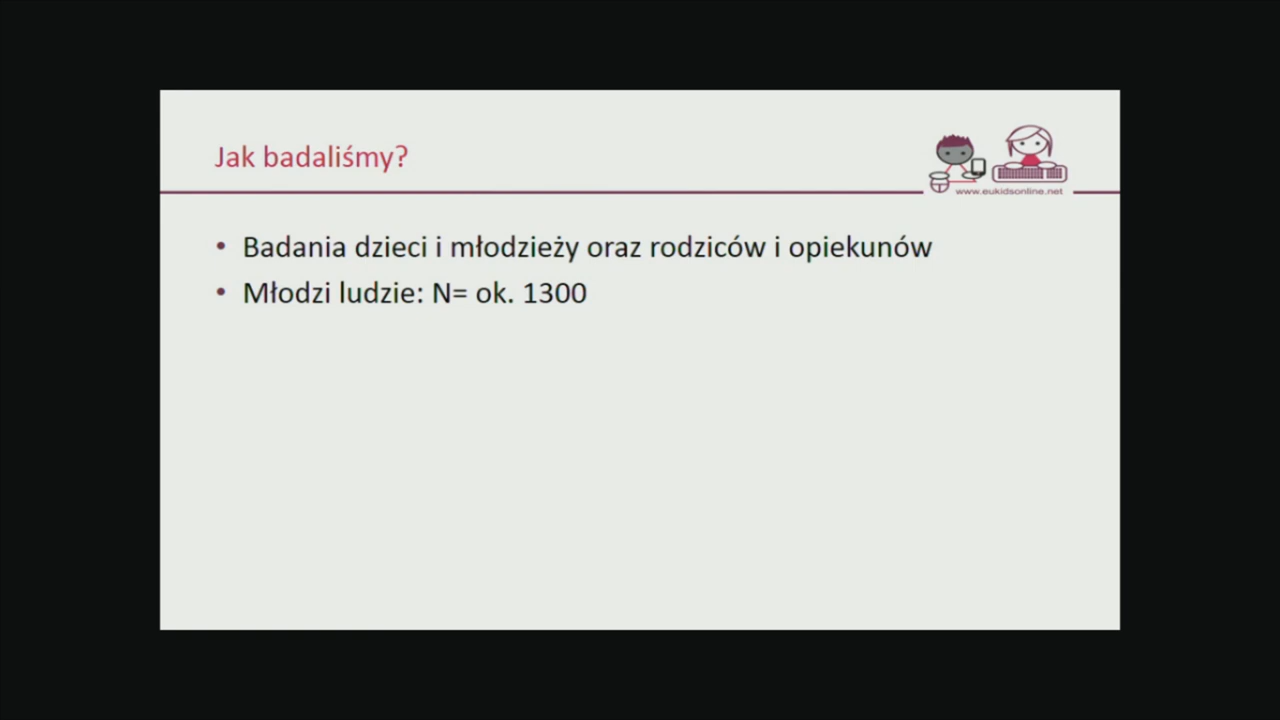 Jak badaliśmy?
www.eukidsonline.net
• Badania dzieci i młodzieży oraz rodziców i opiekunów
• Młodzi ludzie: N= ok. 1300